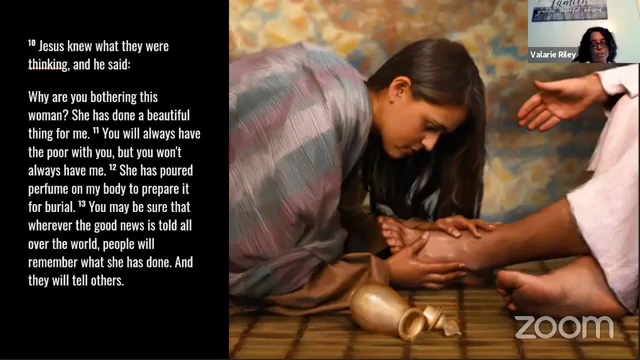 ¹⁰ Jesus knew what they were
thinking, and he said:
Why are you bothering this
woman? She has done a beautiful
thing for me. ¹¹ You will always have
the poor with you, but you won't
always have me. ¹² She has poured
perfume on my body to prepare it
for burial. ¹³ You may be sure that
wherever the good news is told all
over the world, people will
remember what she has done. And
they will tell others.
Valarie Riley
zoom